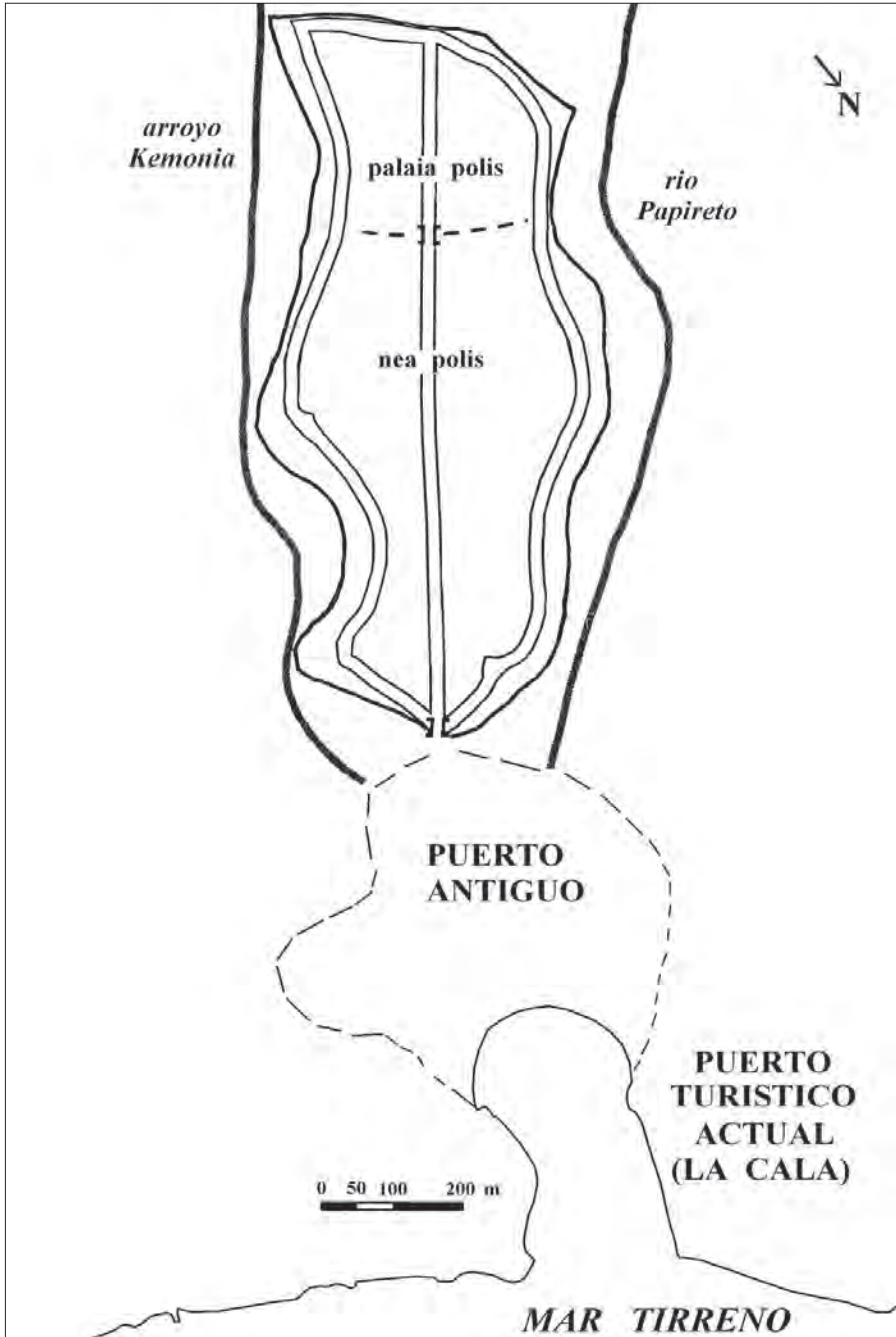 N
arroyo
Kemonia
palaia polis
rio
Papireto
nea polis
PUERTO
ANTIGUO
PUERTO
TURISTICO
ACTUAL
(LA CALA)
0 50 100 200 m
MAR TIRRENO